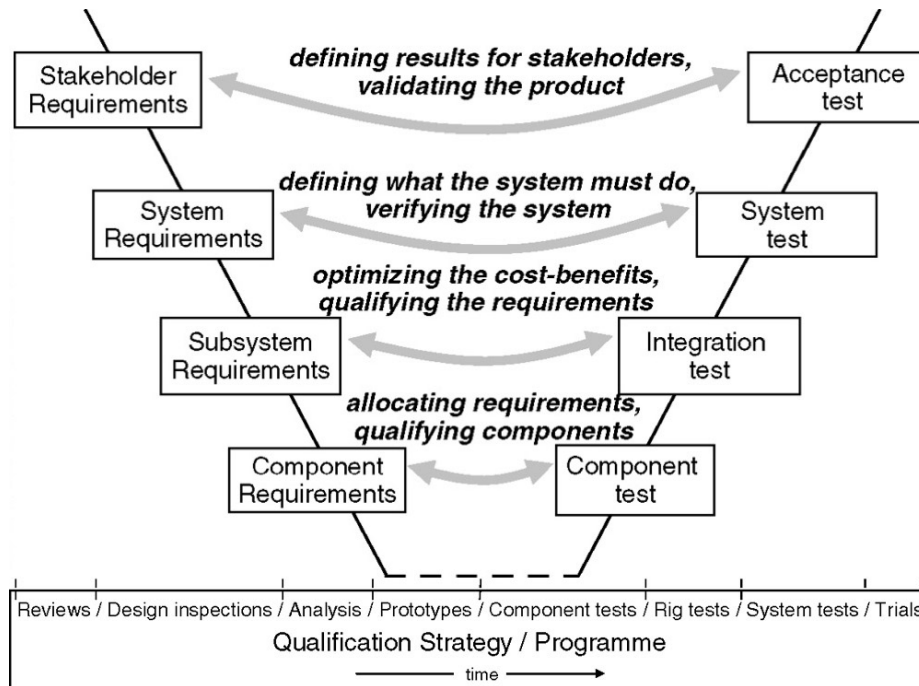 defining results for stakeholders,
validating the product
Stakeholder
Requirements
Acceptance
test
defining what the system must do,
verifying the system
System
Requirements
System
test
optimizing the cost-benefits,
qualifying the requirements
Subsystem
Requirements
Integration
test
allocating requirements,
qualifying components
Component
Requirements
Component
test
Reviews / Design inspections / Analysis / Prototypes / Component tests / Rig tests / System tests / Trials
Qualification Strategy / Programme
time